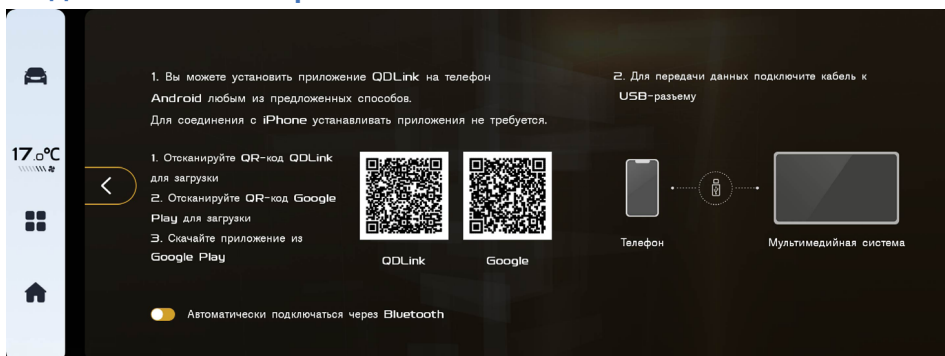 1. Вы можете установить приложение QDLink на телефон
Android любым из предложенных способов.
Для соединения с iPhone устанавливать приложения не требуется.
2. Для передачи данных подключите кабель к
USB-разъему
17.0°C
1. Отсканируйте QR-код QDLink
для загрузки
2. Отсканируйте QR-код Google
Play для загрузки
3. Скачайте приложение из
Google Play
QDLink
Google
Телефон
Мультимедийная система
Автоматически подключаться через Bluetooth